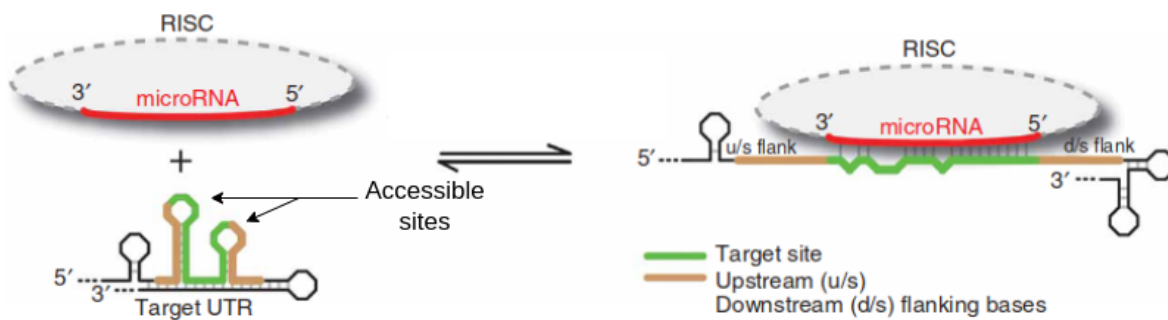 RISC
3′ microRNA 5′
+
Accessible
sites
5′
3′
Target UTR
RISC
3′ microRNA 5′
5′ u/s flank d/s flank
3′
Target site
Upstream (u/s)
Downstream (d/s) flanking bases